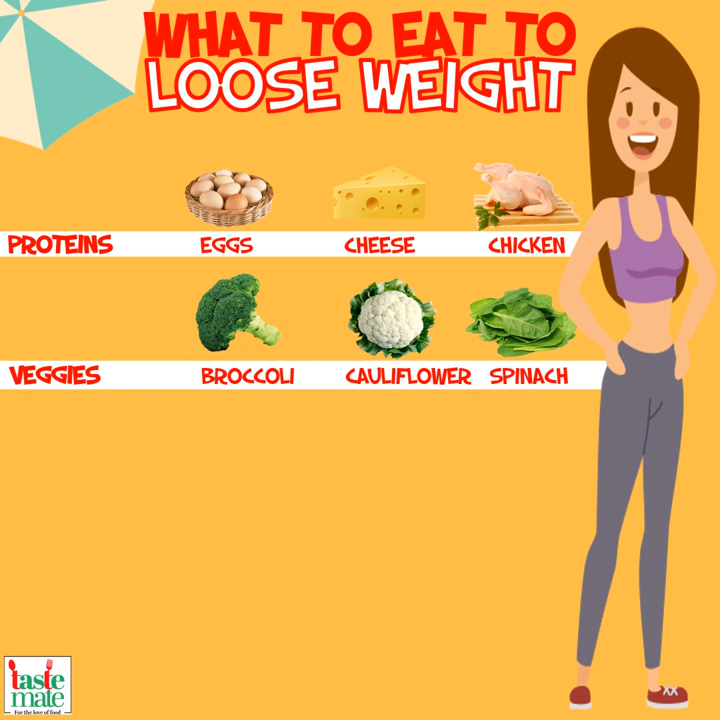 WHAT TO EAT TO
LOOSE WEIGHT
PROTEINS EGGS CHEESE CHICKEN
VEGGIES BROCCOLI CAULIFLOWER SPINACH
taste
mate
For the love of food